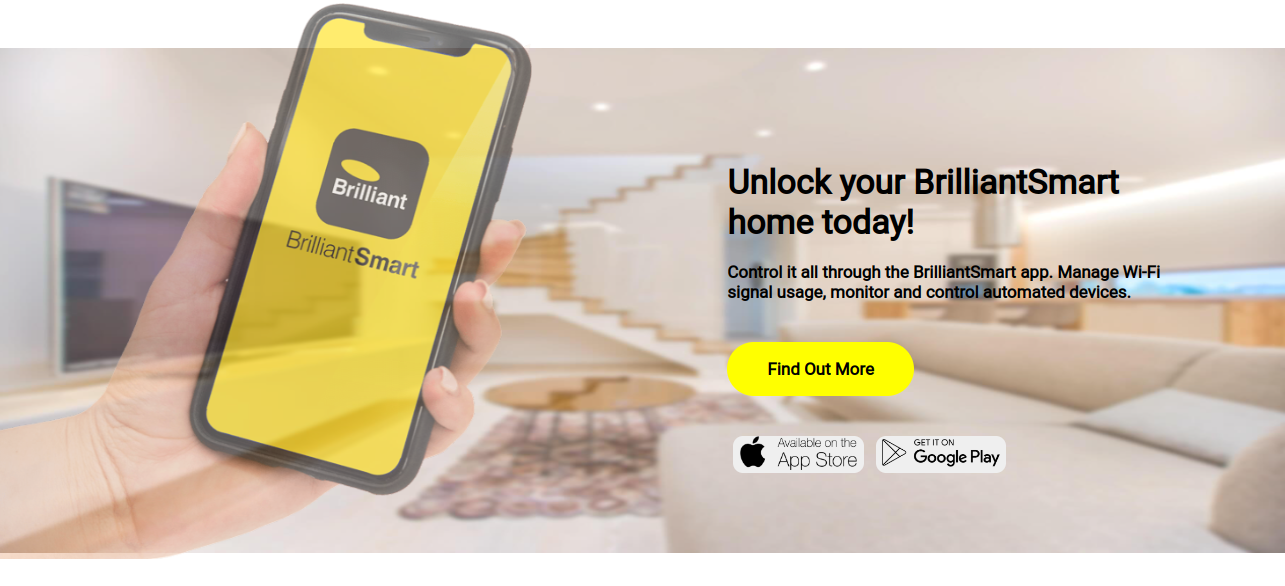 Brilliant
BrilliantSmart
Unlock your BrilliantSmart
home today!
Control it all through the BrilliantSmart app. Manage Wi-Fi
signal usage, monitor and control automated devices.
Find Out More
Available on the
App Store
GET IT ON
Google Play